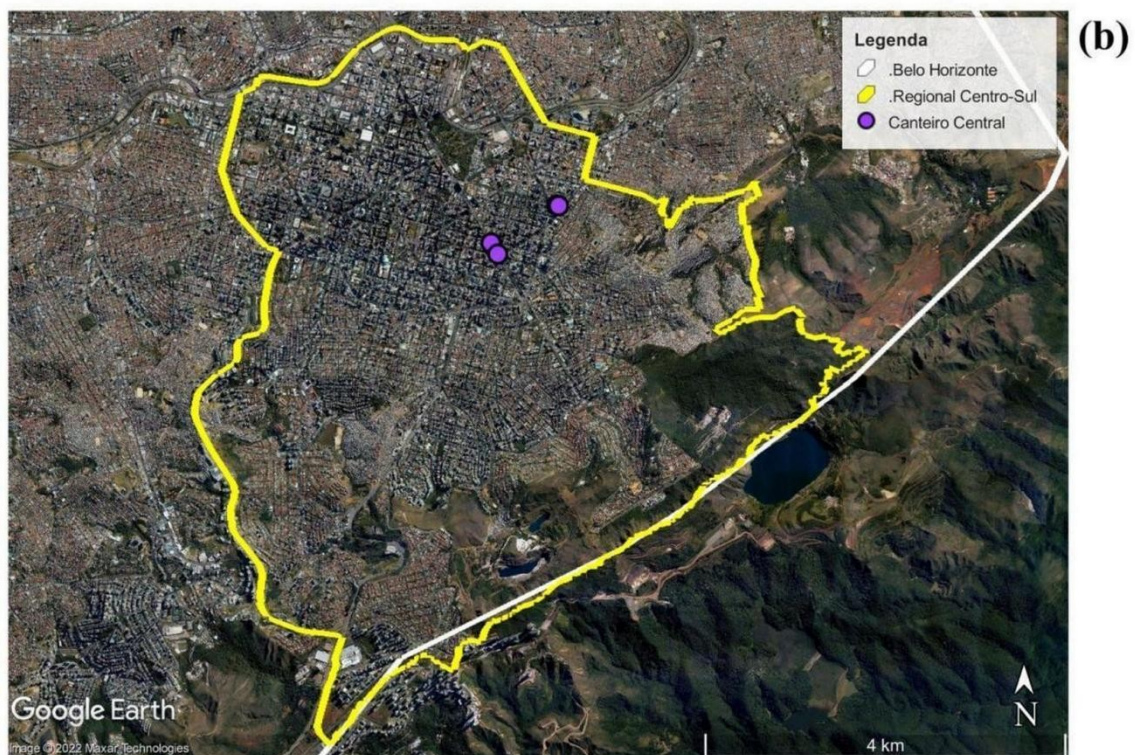 (b)
Legenda
.Belo Horizonte
.Regional Centro-Sul
Canteiro Central
Google Earth
N
Image © 2022 Maxar Technologies
4 km